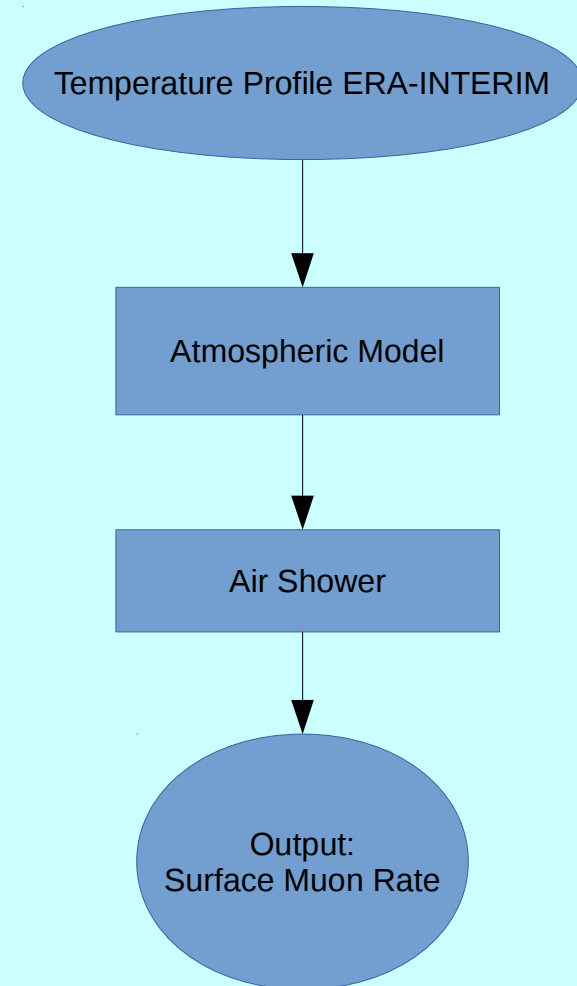 Temperature Profile ERA-INTERIM
Atmospheric Model
Air Shower
Output:
Surface Muon Rate